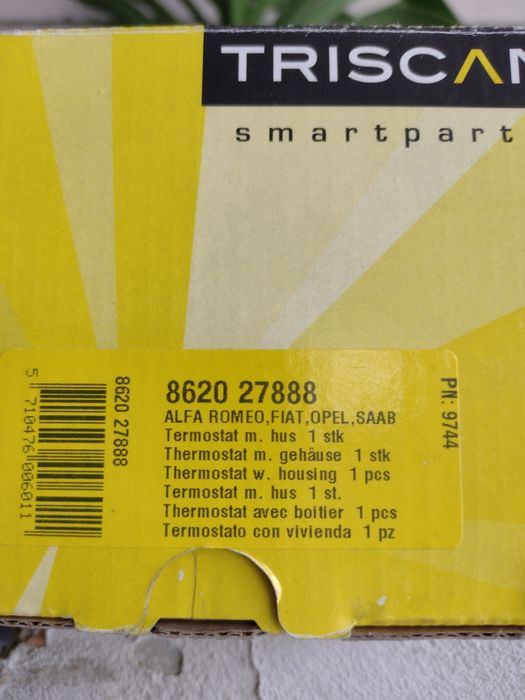 TRISCAN
smartpart
8620 27888
ALFA ROMEO,FIAT,OPEL,SAAB
Termostat m. hus 1 stk
Thermostat m. gehäuse 1 stk
Thermostat w. housing 1 pcs
Termostat m. hus 1 st.
Thermostat avec boitier 1 pcs
Termostato con vivienda 1 pz
8620 27888
5 710476 006011
PN: 9744